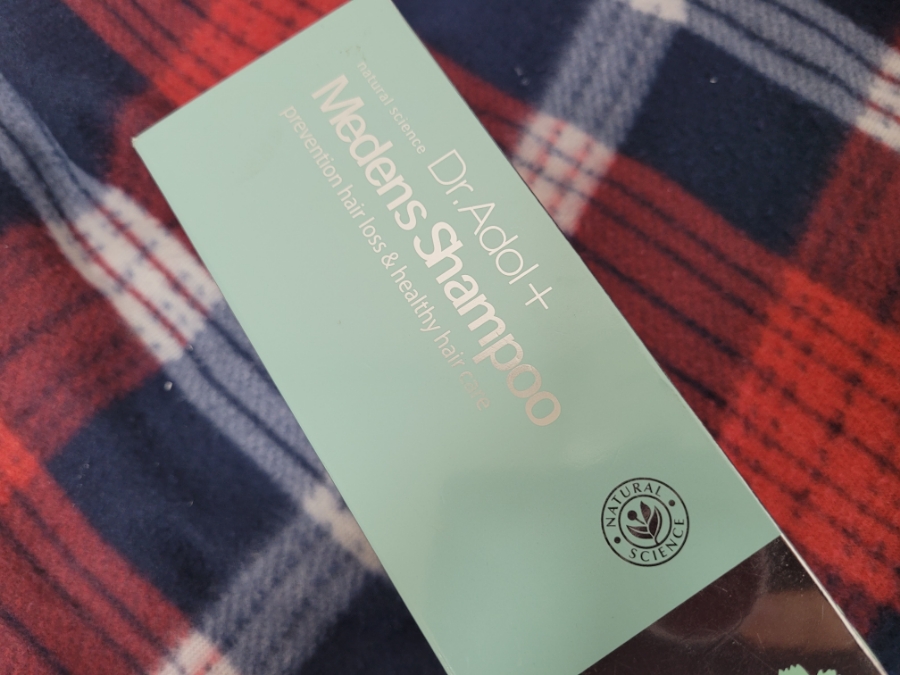 natural science
Dr.Adol+
Medens Shampoo
prevention hair loss & healthy hair care
NATURAL
SCIENCE